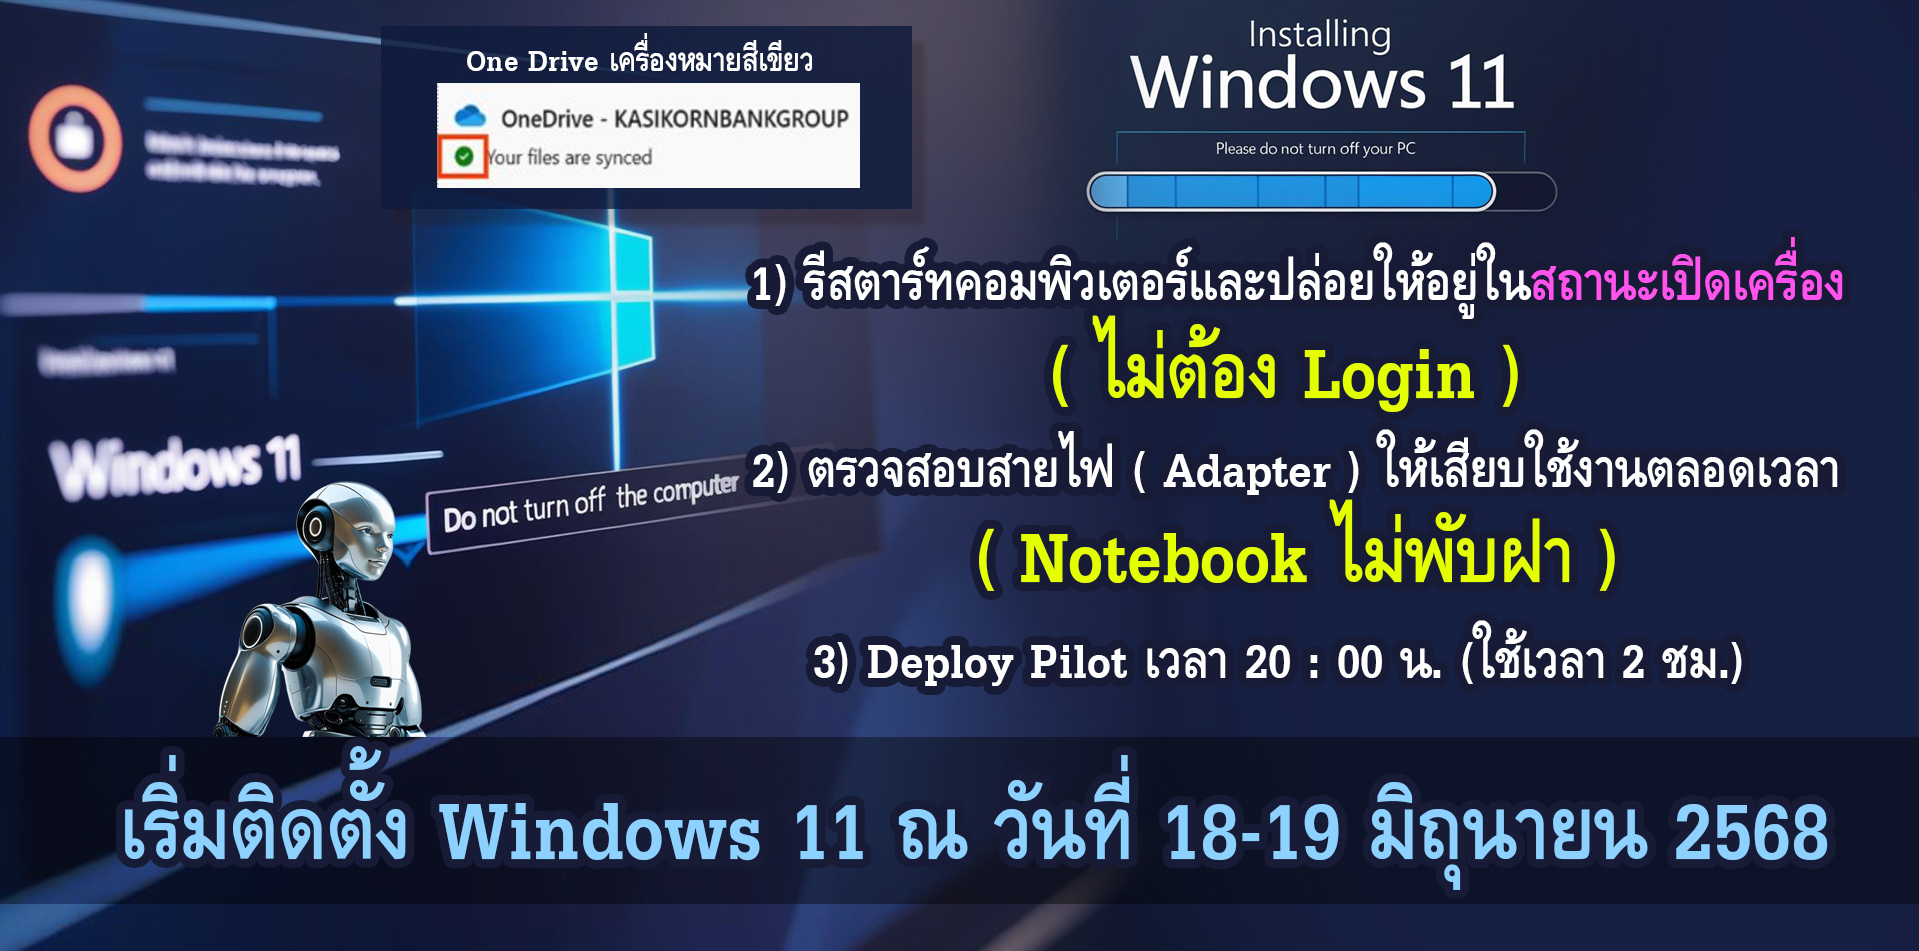 One Drive เครื่องหมายสีเขียว
OneDrive - KASIKORNBANKGROUP
Your files are synced
Installing
Windows 11
Please do not turn off your PC
1) รีสตาร์ทคอมพิวเตอร์และปล่อยให้อยู่ในสถานะเปิดเครื่อง
( ไม่ต้อง Login )
2) ตรวจสอบสายไฟ ( Adapter ) ให้เสียบใช้งานตลอดเวลา
( Notebook ไม่พับฝา )
3) Deploy Pilot เวลา 20 : 00 น. (ใช้เวลา 2 ชม.)
Windows 11
Do not turn off the computer
เริ่มติดตั้ง Windows 11 ณ วันที่ 18-19 มิถุนายน 2568